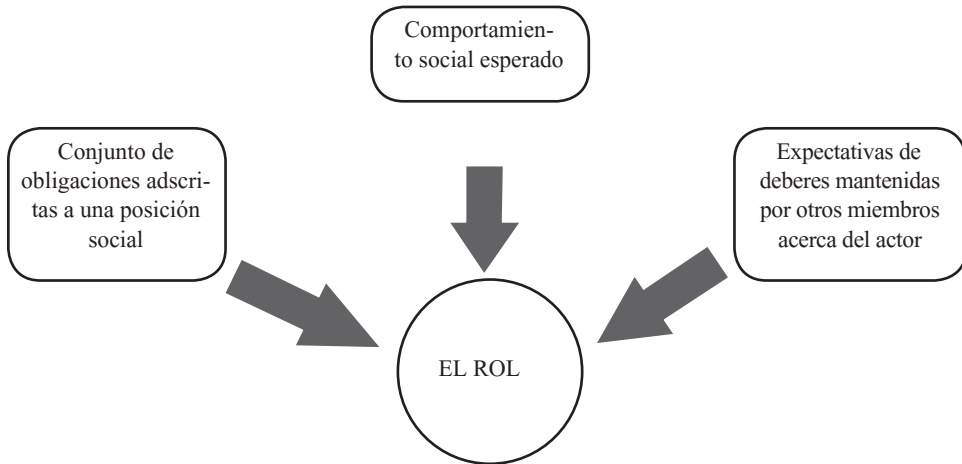 Comportamien-
to social esperado
Conjunto de
obligaciones adscri-
tas a una posición
social
Expectativas de
deberes mantenidas
por otros miembros
acerca del actor
EL ROL